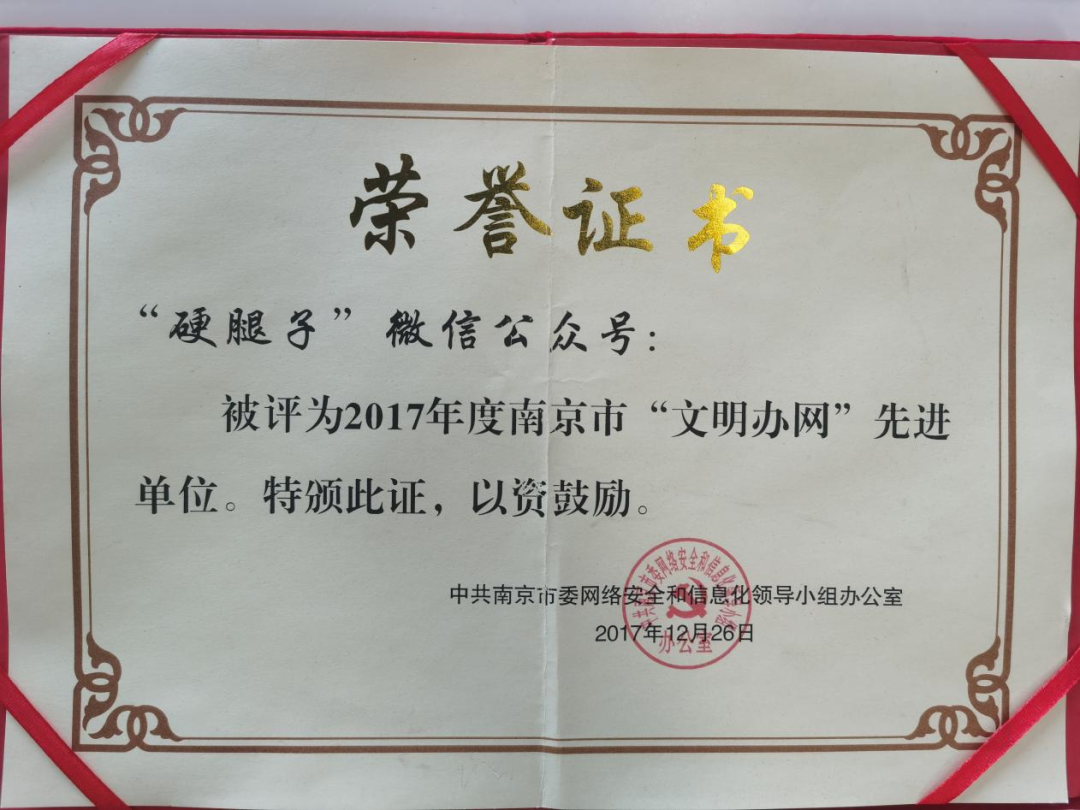 荣誉证书
“硬腿子”微信公众号：
被评为2017年度南京市“文明办网”先进
单位。特颁此证，以资鼓励。
中共南京市委网络安全和信息化领导小组办公室
2017年12月26日
办公室